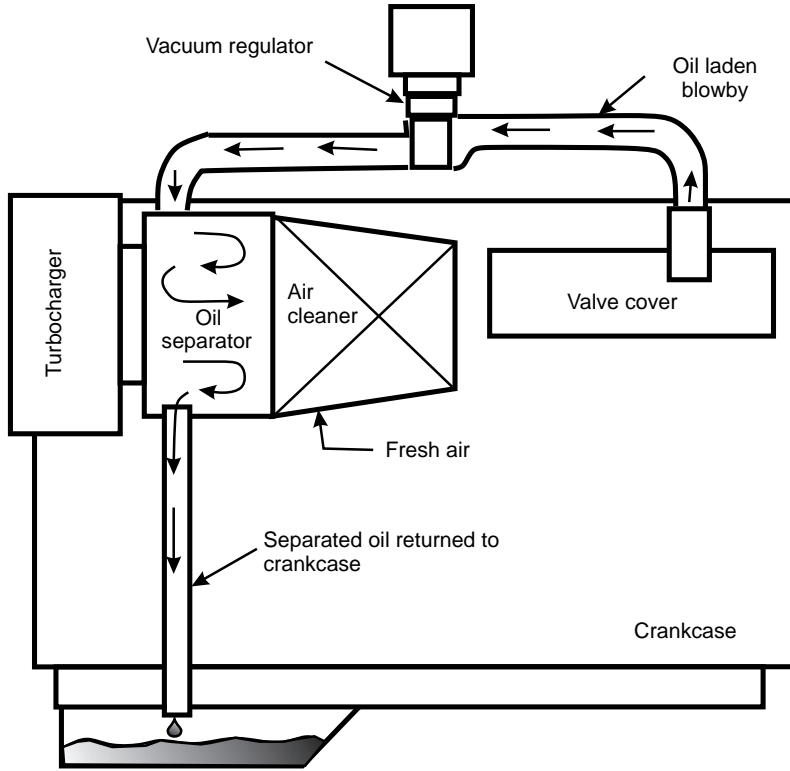 Vacuum regulator
Oil laden
blowby
Turbocharger
Oil
separator
Air
cleaner
Valve cover
Fresh air
Separated oil returned to
crankcase
Crankcase